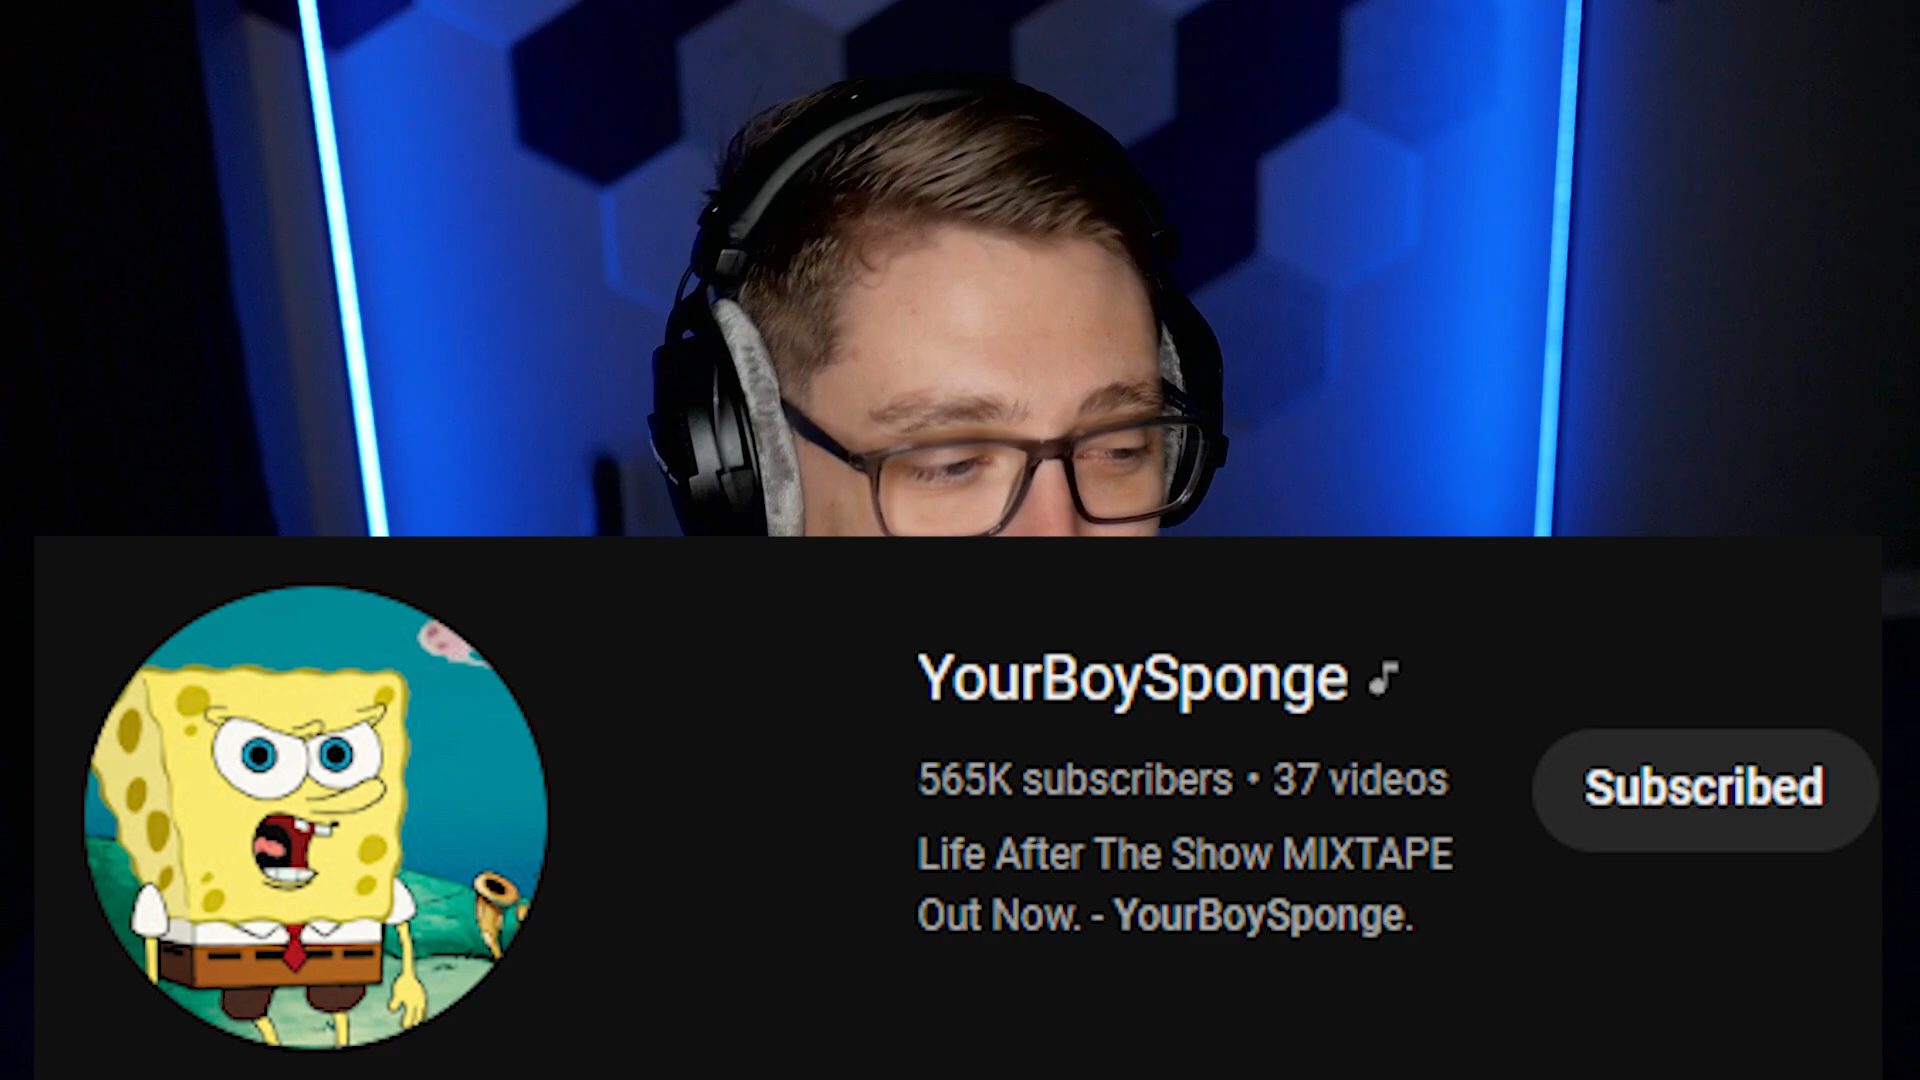 YourBoySponge
565K subscribers • 37 videos
Life After The Show MIXTAPE
Out Now. - YourBoySponge.
Subscribed